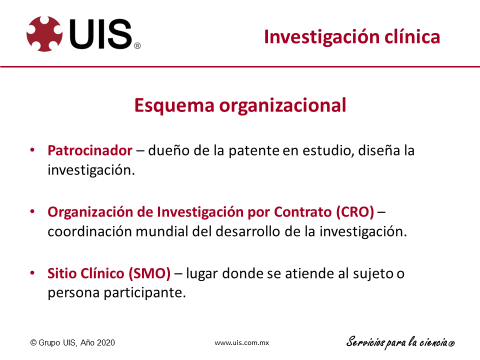 UIS®
Investigación clínica
Esquema organizacional
• Patrocinador – dueño de la patente en estudio, diseña la
investigación.
• Organización de Investigación por Contrato (CRO) –
coordinación mundial del desarrollo de la investigación.
• Sitio Clínico (SMO) – lugar donde se atiende al sujeto o
persona participante.
© Grupo UIS, Año 2020
www.uis.com.mx
Servicios para la ciencia®